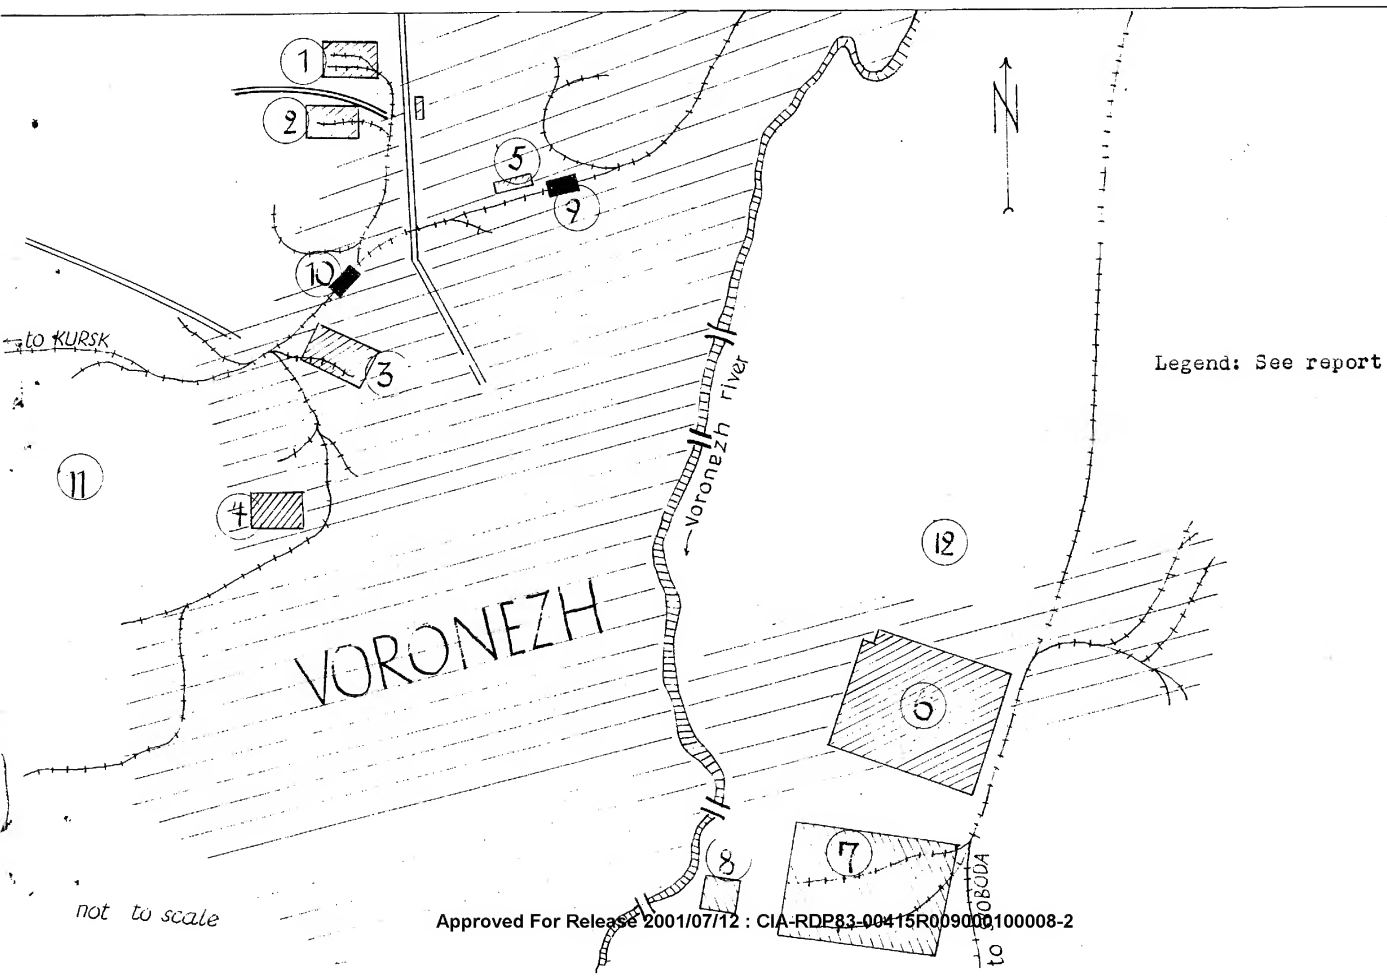 1
N
2
5
9
10
← to KURSK
Voronezh river
Legend: See report
3
11
4
12
VORONEZH
6
7
8
to
not to scale
Approved For Release 2001/07/12 : CIA-RDP83-00415R009000100008-2